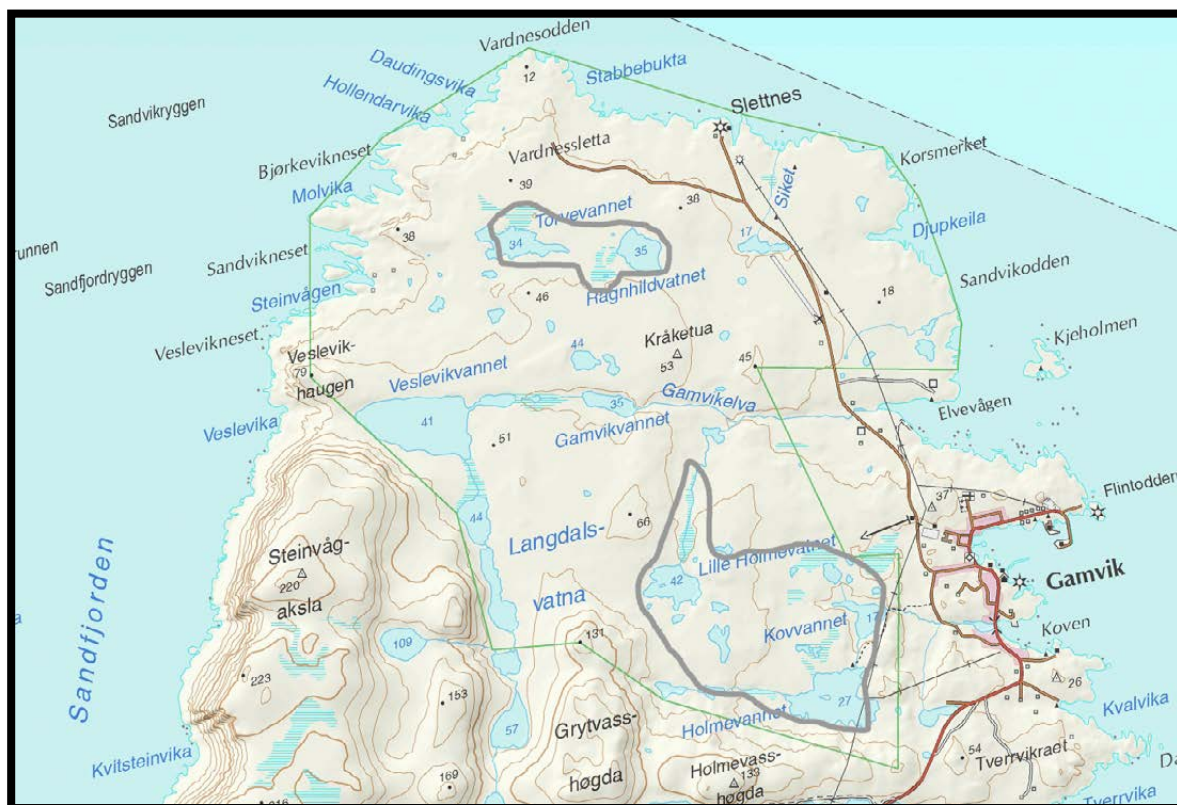 Vardnesodden
Daudingsvika
12
Stabbebukta
Hollendarvika
Sandvikryggen
Slettnes
Vardnessletta
Bjørkevikneset
Korsmerket
Molvika
39
38
Siket
Torvevannet
38
34
35
17
Djupkeila
runnen
Sandvikneset
Sandfjordryggen
Sandvikodden
Steinvågen
46
Ragnhildvatnet
18
Veslevikneset
Kjeholmen
Kråketua
44
53
45
Veslevik-
79
haugen
Veslevikvannet
35
Gamvikelva
Elvevågen
Veslevika
41
Gamvikvannet
51
37
Flintodden
66
44
Langdals-
Steinvåg-
220
aksla
Lille Holmevatnet
42
Gamvik
vatna
Sandfjorden
a
Kovvannet
17
Koven
109
131
223
153
27
26
Holmevannet
Kvalvika
57
Grytvass-
Kvitsteinvika
Holmevass-
54
Tverrvikraet
169
høgda
133
høgda
Tverrvika